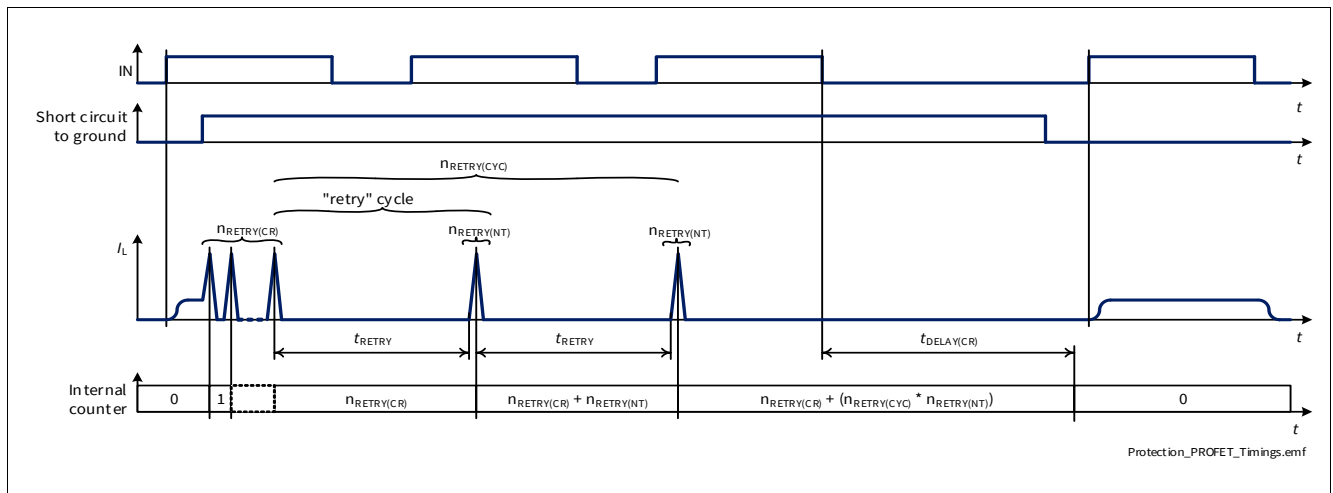 IN
t
Short circuit
to ground
t
nRETRY(CYC)
"retry" cycle
nRETRY(CR)
nRETRY(NT)
nRETRY(NT)
IL
tRETRY
tRETRY
tDELAY(CR)
t
Internal
counter
0
1
nRETRY(CR)
nRETRY(CR) + nRETRY(NT)
nRETRY(CR) + (nRETRY(CYC) * nRETRY(NT))
0
t
Protection_PROFET_Timings.emf